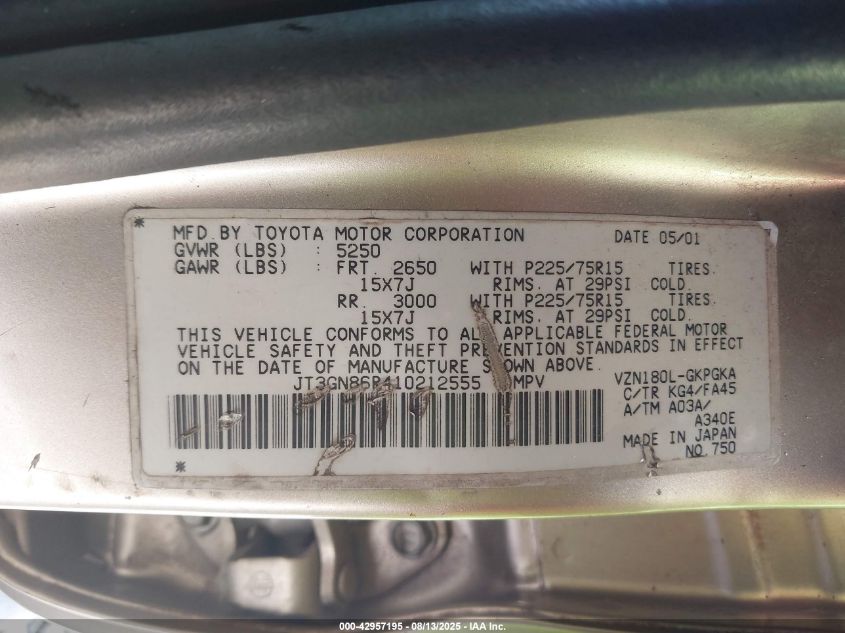 MFD. BY TOYOTA MOTOR CORPORATION DATE 05/01
GVWR (LBS) : 5250
GAWR (LBS) : FRT. 2650 WITH P225/75R15 TIRES.
15X7J RIMS. AT 29PSI COLD.
RR. 3000 WITH P225/75R15 TIRES.
15X7J RIMS. AT 29PSI COLD.
THIS VEHICLE CONFORMS TO ALL APPLICABLE FEDERAL MOTOR
VEHICLE SAFETY AND THEFT PREVENTION STANDARDS IN EFFECT
ON THE DATE OF MANUFACTURE SHOWN ABOVE.
JT3GN86R410212555 MPV VZN180L-GKPGKA
C/TR KG4/FA45
A/TM A03A/
A340E
MADE IN JAPAN
NO.750
000-42957195 - 08/13/2025 - IAA Inc.